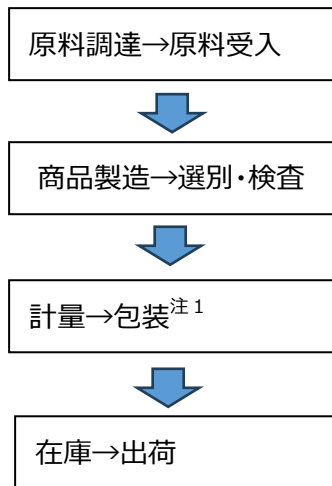 原料調達→原料受入
商品製造→選別・検査
計量→包装注1
在庫→出荷